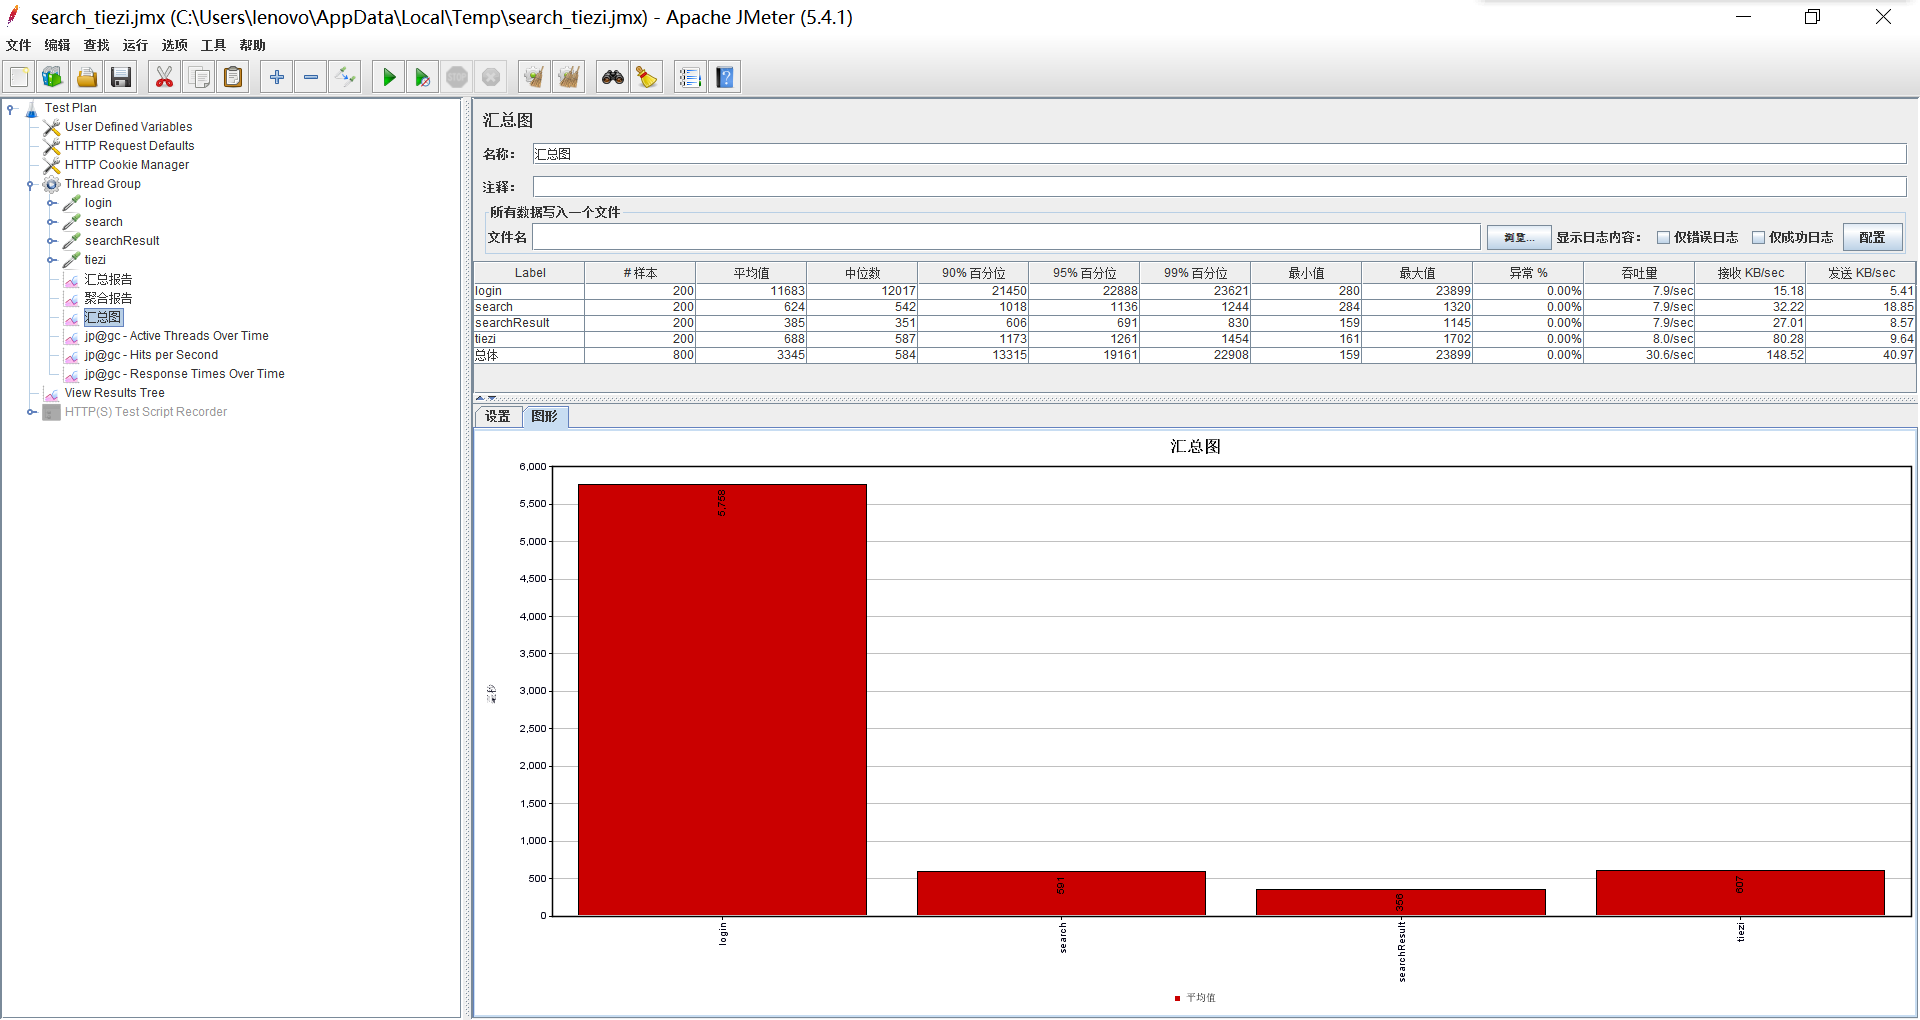 search_tiezi.jmx (C:\Users\lenovo\AppData\Local\Temp\search_tiezi.jmx) - Apache JMeter (5.4.1)
文件 编辑 查找 运行 选项 工具 帮助
STOP
Test Plan
User Defined Variables
HTTP Request Defaults
HTTP Cookie Manager
Thread Group
login
search
searchResult
tiezi
汇总报告
聚合报告
汇总图
jp@gc - Active Threads Over Time
jp@gc - Hits per Second
jp@gc - Response Times Over Time
View Results Tree
HTTP(S) Test Script Recorder
汇总图
名称： 汇总图
注释：
所有数据写入一个文件
文件名 浏览... 显示日志内容： 仅错误日志 仅成功日志 配置
Label # 样本 平均值 中位数 90% 百分位 95% 百分位 99% 百分位 最小值 最大值 异常 % 吞吐量 接收 KB/sec 发送 KB/sec
login 200 11683 12017 21450 22888 23621 280 23899 0.00% 7.9/sec 15.18 5.41
search 200 624 542 1018 1136 1244 284 1320 0.00% 7.9/sec 32.22 18.85
searchResult 200 385 351 606 691 830 159 1145 0.00% 7.9/sec 27.01 8.57
tiezi 200 688 587 1173 1261 1454 161 1702 0.00% 8.0/sec 80.28 9.64
总体 800 3345 584 13315 19161 22908 159 23899 0.00% 30.6/sec 148.52 40.97
设置 图形
汇总图
6,000
5,500
5,000
4,500
4,000
3,500
3,000
2,500
2,000
1,500
1,000
500
0
毫秒
5,758
591
356
607
login
search
searchResult
tiezi
平均值